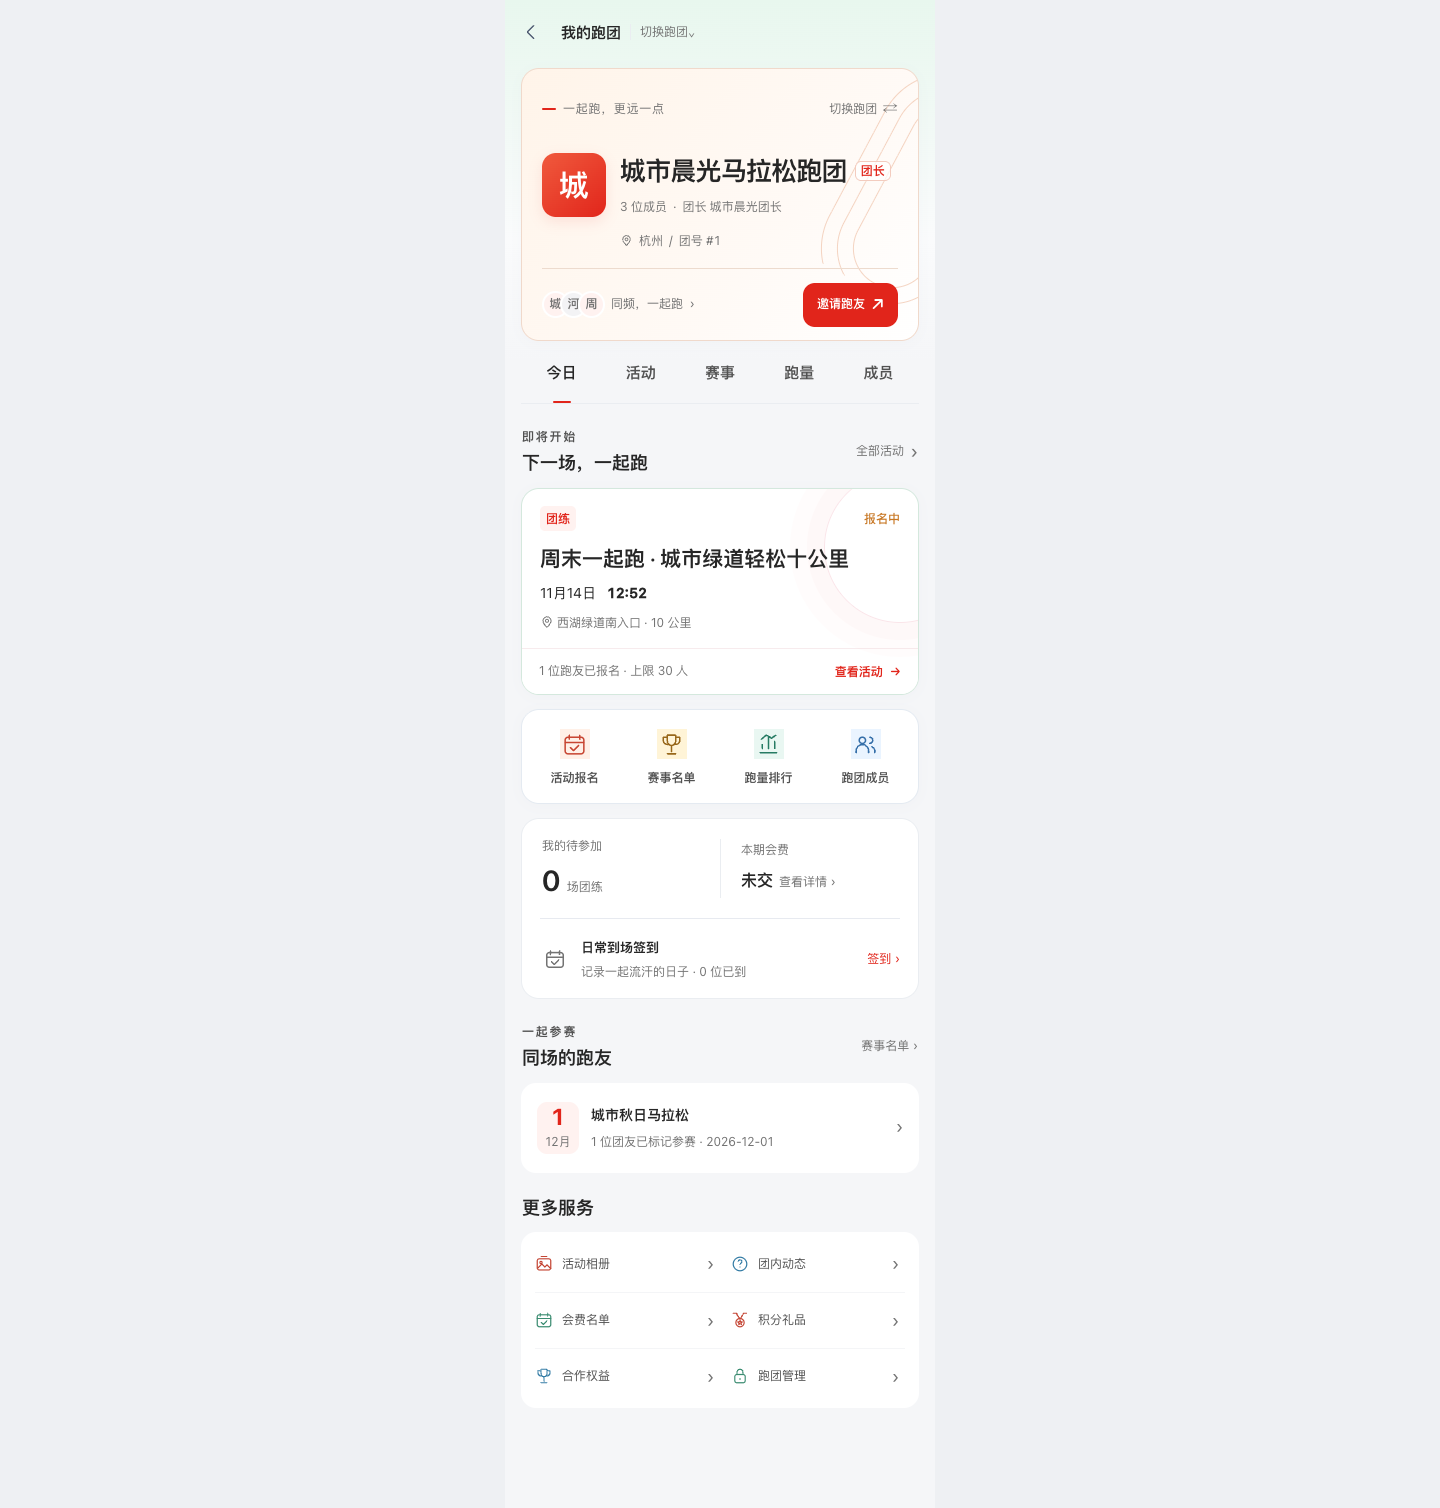 我的跑团 切换跑团
一起跑，更远一点 切换跑团
城
城市晨光马拉松跑团 团长
3 位成员 · 团长 城市晨光团长
杭州 / 团号 #1
城 河 周 同频，一起跑 ›
邀请跑友
今日 活动 赛事 跑量 成员
即将开始
下一场，一起跑
全部活动 ›
团练 报名中
周末一起跑 · 城市绿道轻松十公里
11月14日 12:52
西湖绿道南入口 · 10 公里
1 位跑友已报名 · 上限 30 人 查看活动 →
活动报名 赛事名单 跑量排行 跑团成员
我的待参加
0 场团练
本期会费
未交 查看详情 ›
日常到场签到
记录一起流汗的日子 · 0 位已到
签到 ›
一起参赛
同场的跑友
赛事名单 ›
1
12月
城市秋日马拉松
1 位团友已标记参赛 · 2026-12-01
更多服务
活动相册 › 团内动态 ›
会费名单 › 积分礼品 ›
合作权益 › 跑团管理 ›